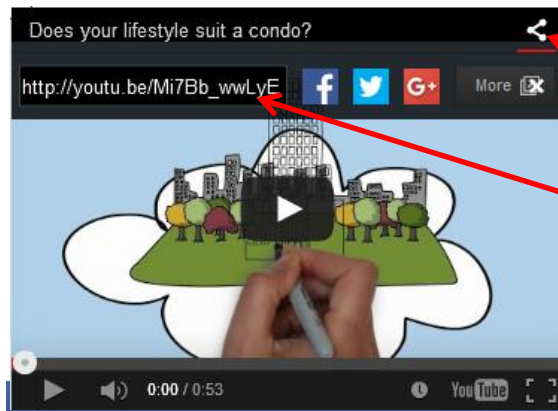 Does your lifestyle suit a condo?
http://youtu.be/Mi7Bb_wwLyE
f G+ More
0:00 / 0:53 YouTube